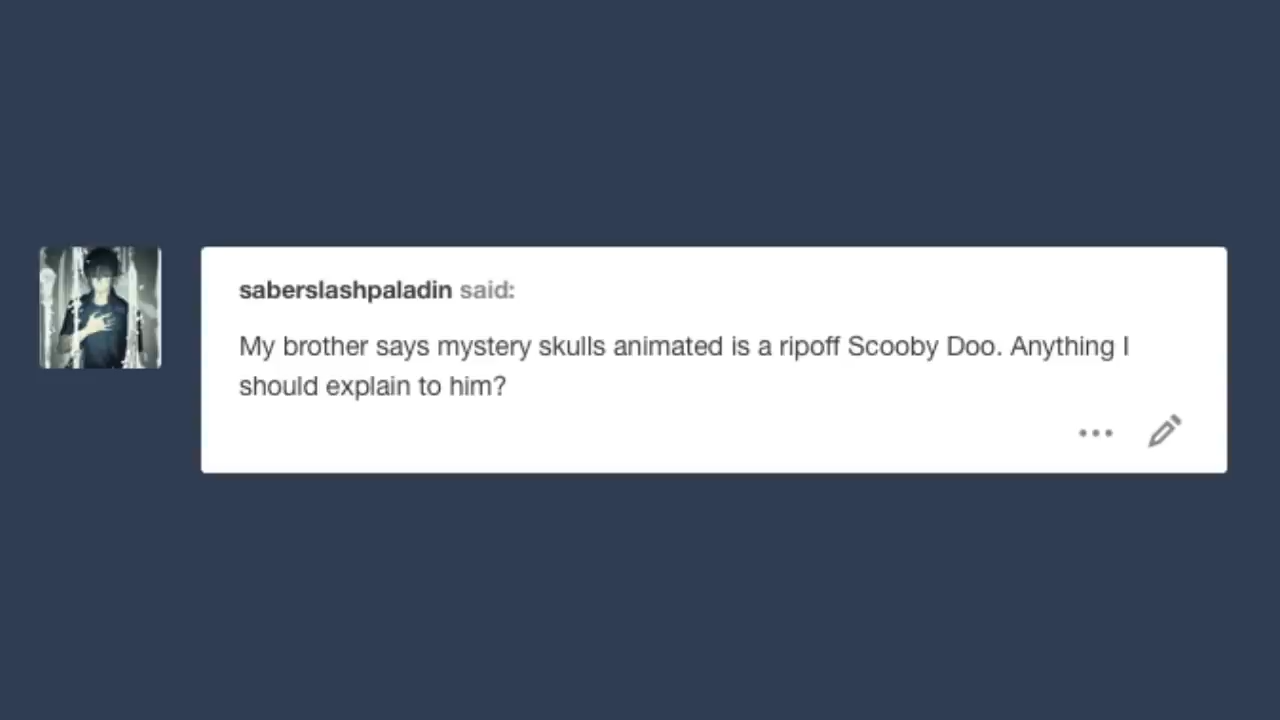 saberslashpaladin said:
My brother says mystery skulls animated is a ripoff Scooby Doo. Anything I
should explain to him?